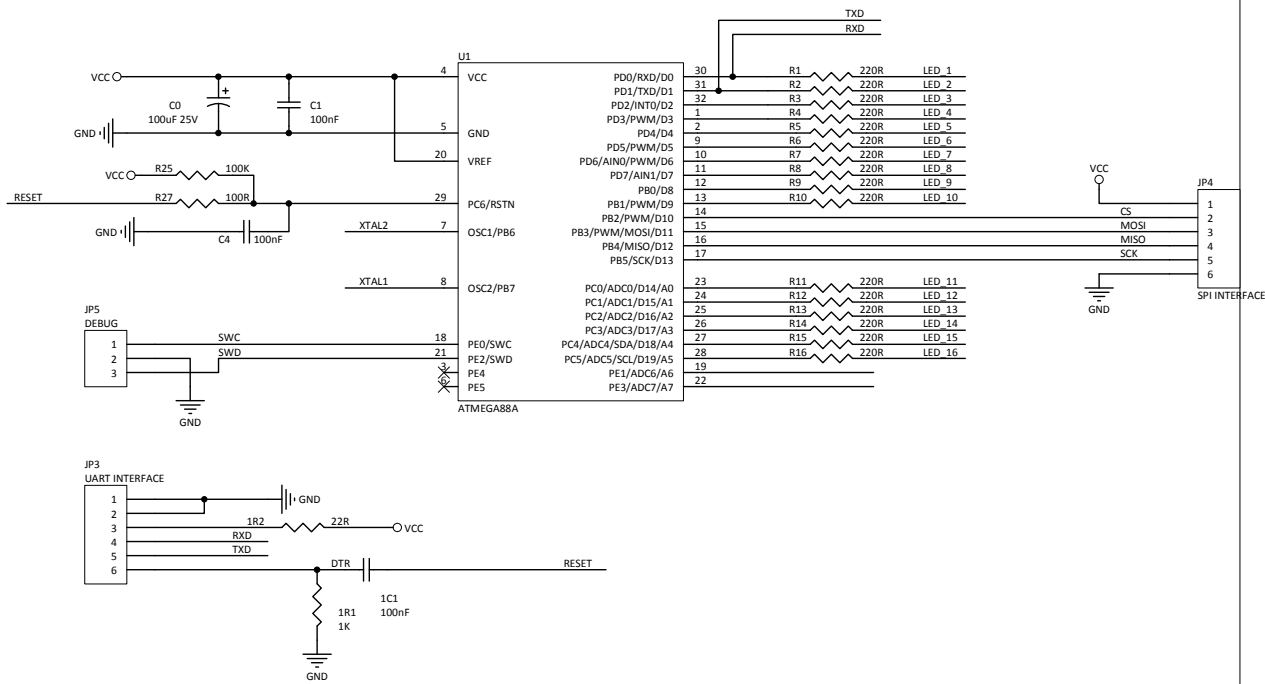 TXD
RXD
U1
VCC 4 VCC
C0
100uF 25V
C1
100nF
GND 5 GND
20 VREF
VCC R25 100K
RESET R27 100R 29 PC6/RSTN
GND C4 100nF
XTAL2 7 OSC1/PB6
XTAL1 8 OSC2/PB7
JP5
DEBUG
1 SWC 18 PE0/SWC
2 SWD 21 PE2/SWD
3
3 PE4
6 PE5
GND
ATMEGA88A
PD0/RXD/D0 30 R1 220R LED_1
PD1/TXD/D1 31 R2 220R LED_2
PD2/INT0/D2 32 R3 220R LED_3
PD3/PWM/D3 1 R4 220R LED_4
PD4/D4 2 R5 220R LED_5
PD5/PWM/D5 9 R6 220R LED_6
PD6/AIN0/PWM/D6 10 R7 220R LED_7
PD7/AIN1/D7 11 R8 220R LED_8
PB0/D8 12 R9 220R LED_9
PB1/PWM/D9 13 R10 220R LED_10
PB2/PWM/D10 14 CS
PB3/PWM/MOSI/D11 15 MOSI
PB4/MISO/D12 16 MISO
PB5/SCK/D13 17 SCK
PC0/ADC0/D14/A0 23 R11 220R LED_11
PC1/ADC1/D15/A1 24 R12 220R LED_12
PC2/ADC2/D16/A2 25 R13 220R LED_13
PC3/ADC3/D17/A3 26 R14 220R LED_14
PC4/ADC4/SDA/D18/A4 27 R15 220R LED_15
PC5/ADC5/SCL/D19/A5 28 R16 220R LED_16
PE1/ADC6/A6 19
PE3/ADC7/A7 22
VCC
JP4
1
2
3
4
5
6
GND
SPI INTERFACE
JP3
UART INTERFACE
1 GND
2
3 1R2 22R VCC
4 RXD
5 TXD
6 DTR RESET
1C1
100nF
1R1
1K
GND